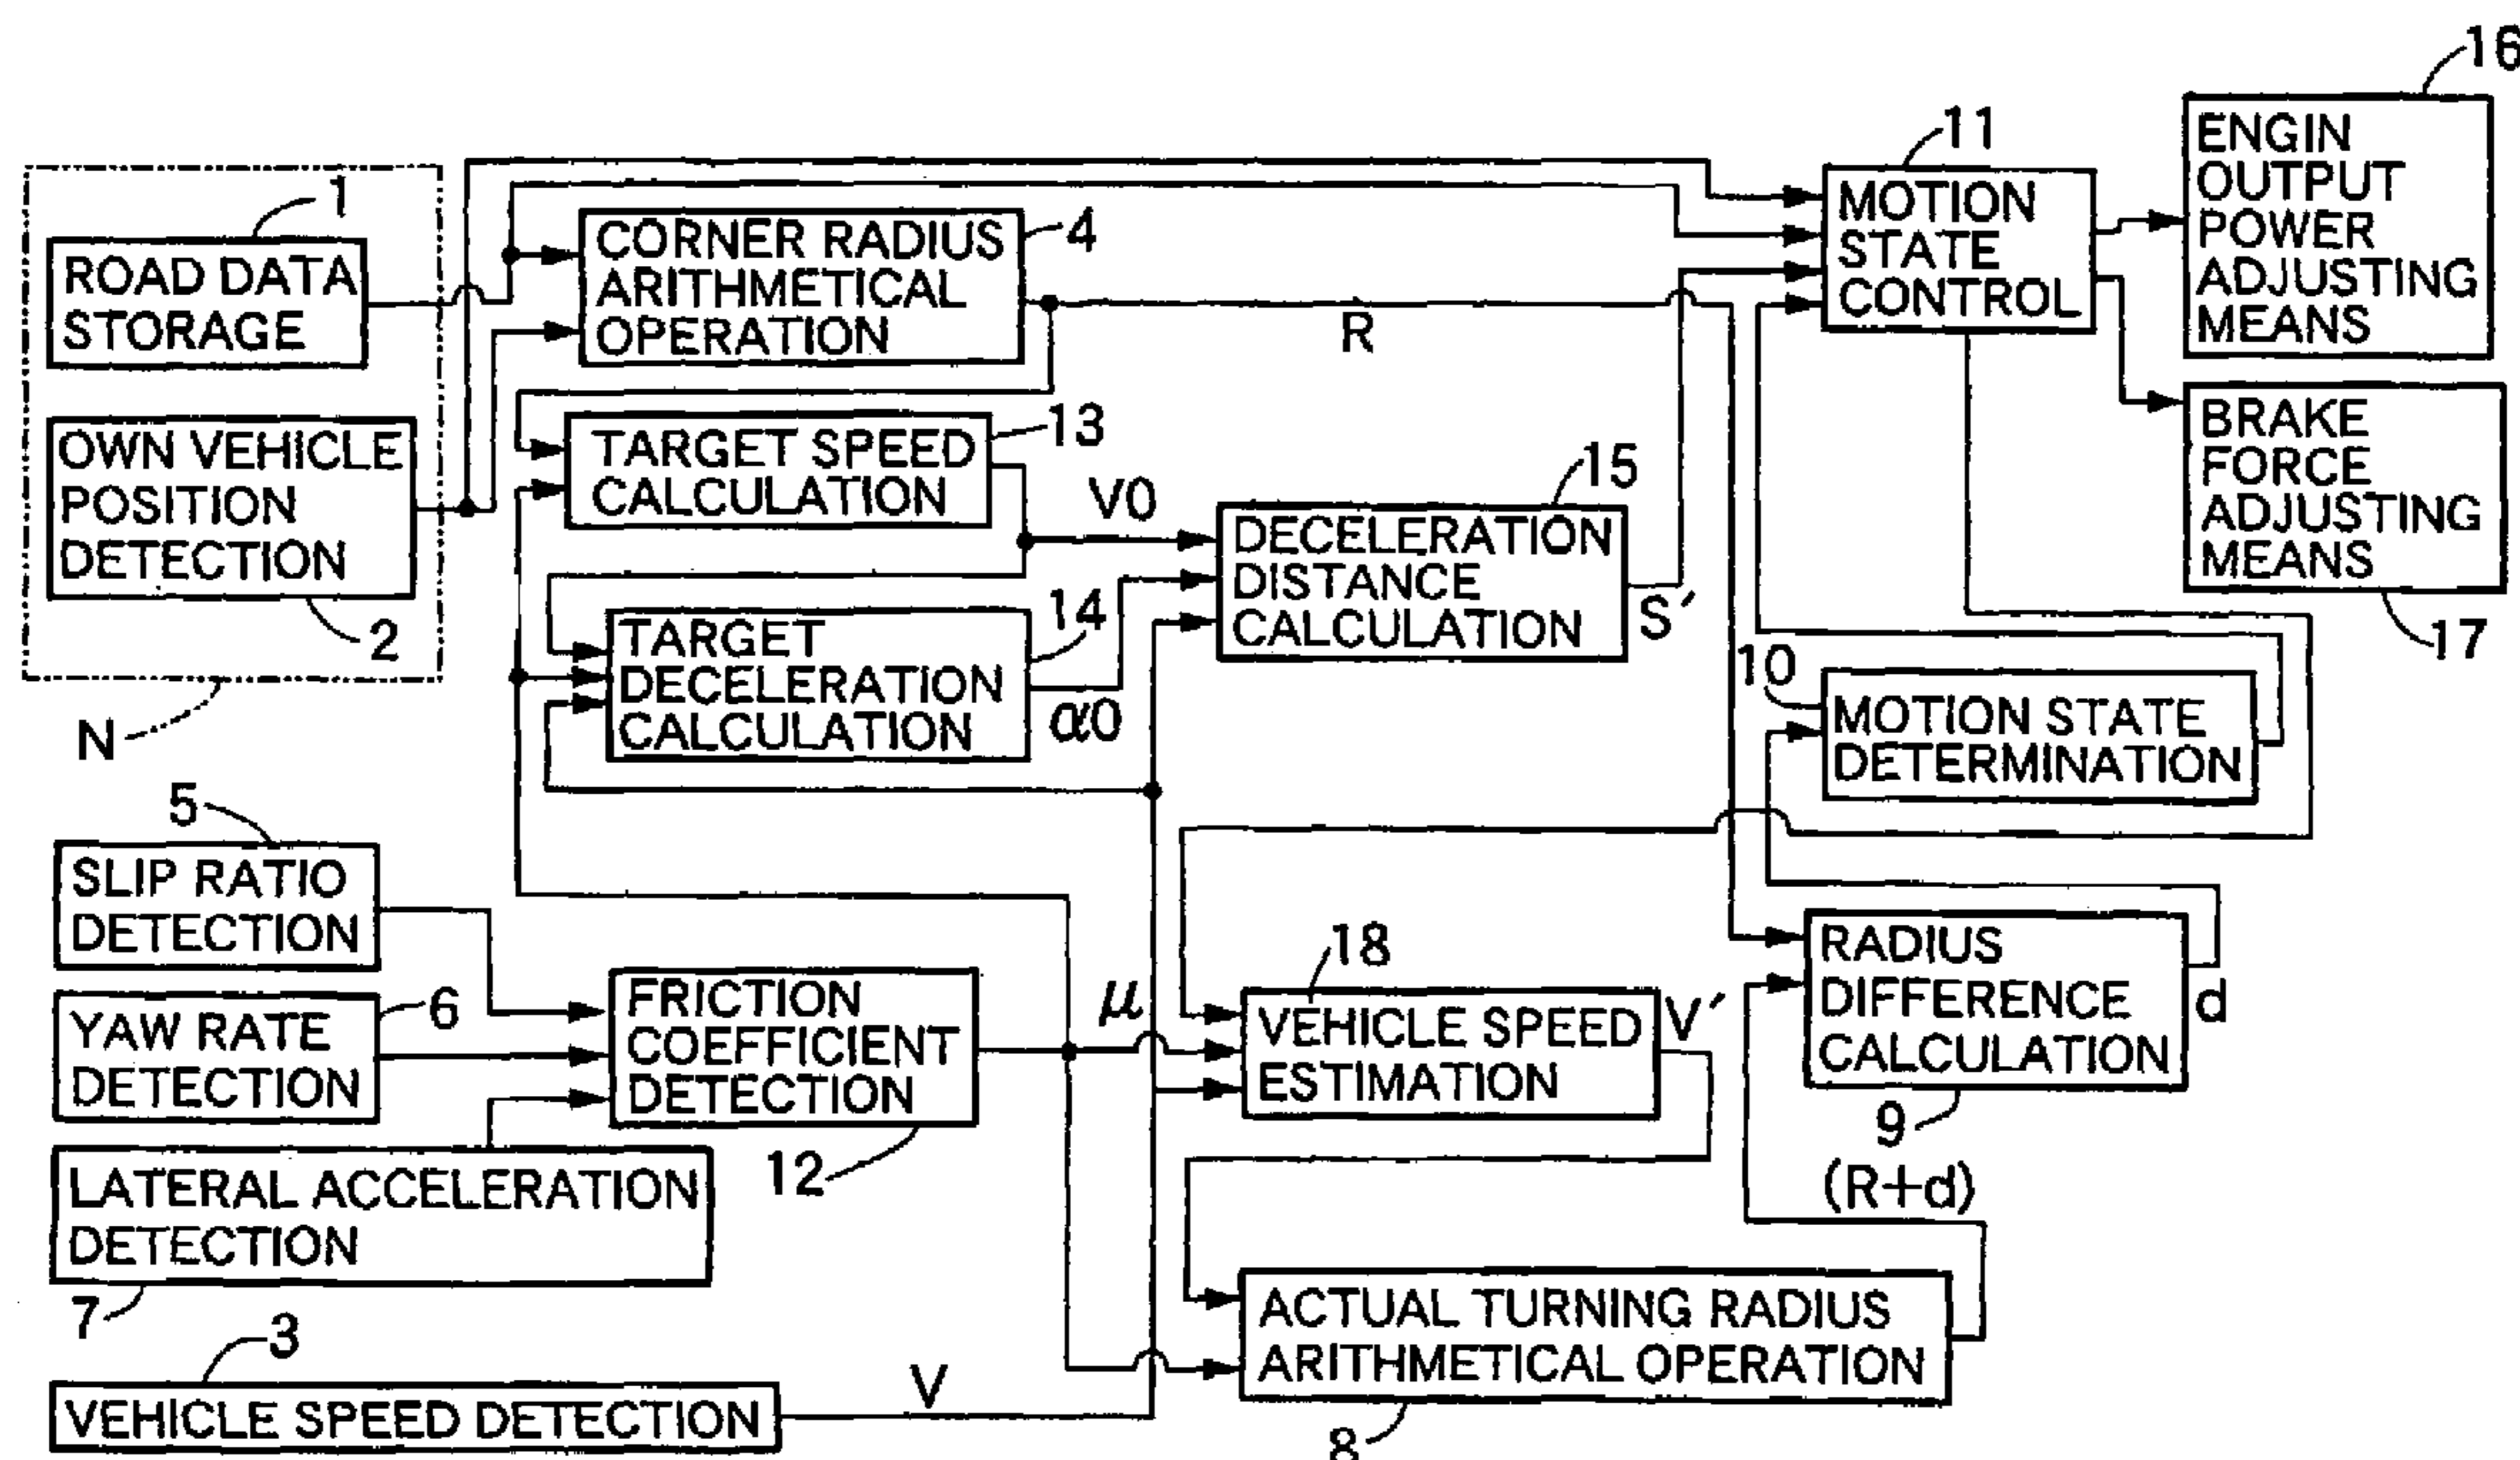 16
11
ENGIN
OUTPUT
POWER
ADJUSTING
MEANS
1
ROAD DATA
STORAGE
4
CORNER RADIUS
ARITHMETICAL
OPERATION
MOTION
STATE
CONTROL
R
OWN VEHICLE
POSITION
DETECTION
2
N
13
TARGET SPEED
CALCULATION
V0
15
DECELERATION
DISTANCE
CALCULATION
S′
BRAKE
FORCE
ADJUSTING
MEANS
17
14
TARGET
DECELERATION
CALCULATION
α0
10
MOTION STATE
DETERMINATION
5
SLIP RATIO
DETECTION
6
YAW RATE
DETECTION
FRICTION
COEFFICIENT
DETECTION
12
μ
18
VEHICLE SPEED
ESTIMATION
V′
RADIUS
DIFFERENCE
CALCULATION
d
9
(R+d)
LATERAL ACCELERATION
DETECTION
7
3
VEHICLE SPEED DETECTION
V
ACTUAL TURNING RADIUS
ARITHMETICAL OPERATION
8